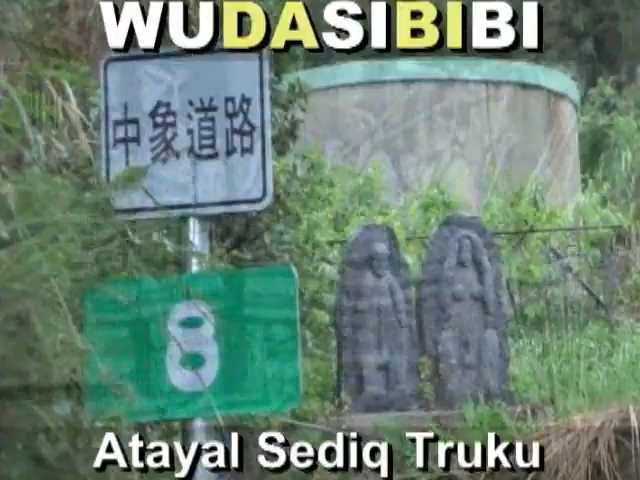 WUDASIBIBI
中象道路
8
Atayal Sediq Truku